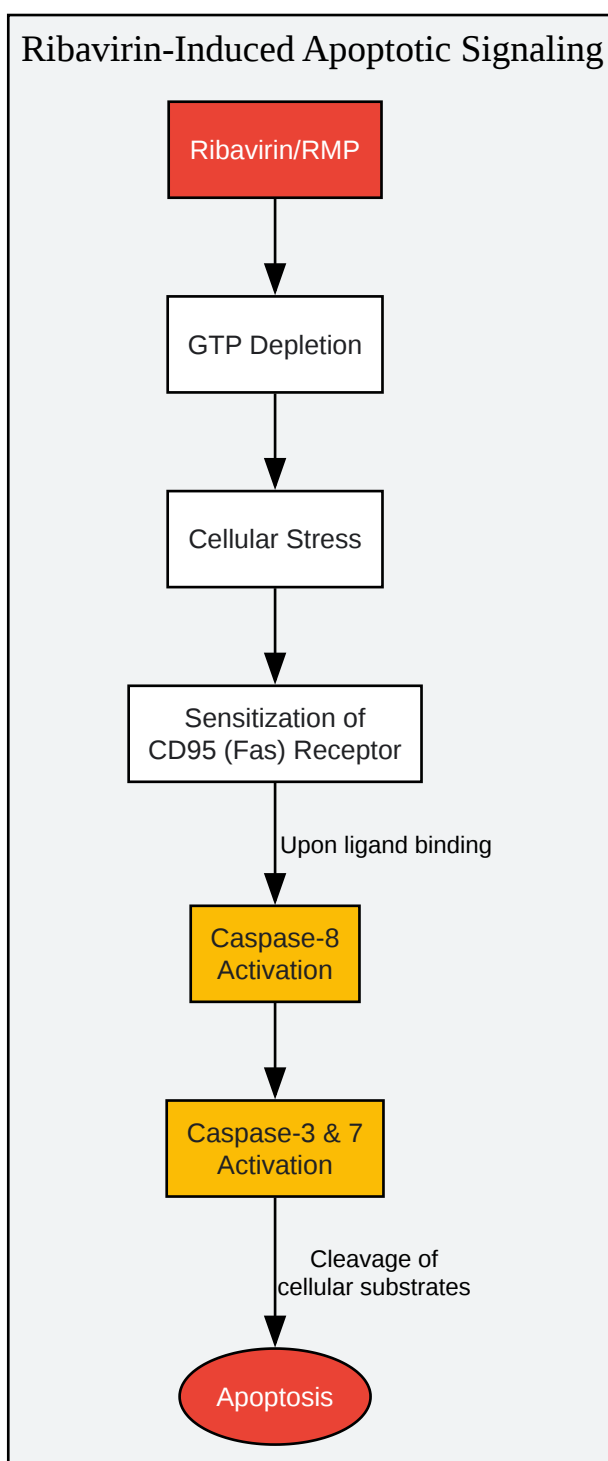 Ribavirin-Induced Apoptotic Signaling
Ribavirin/RMP
GTP Depletion
Cellular Stress
Sensitization of
CD95 (Fas) Receptor
Upon ligand binding
Caspase-8
Activation
Caspase-3 & 7
Activation
Cleavage of
cellular substrates
Apoptosis